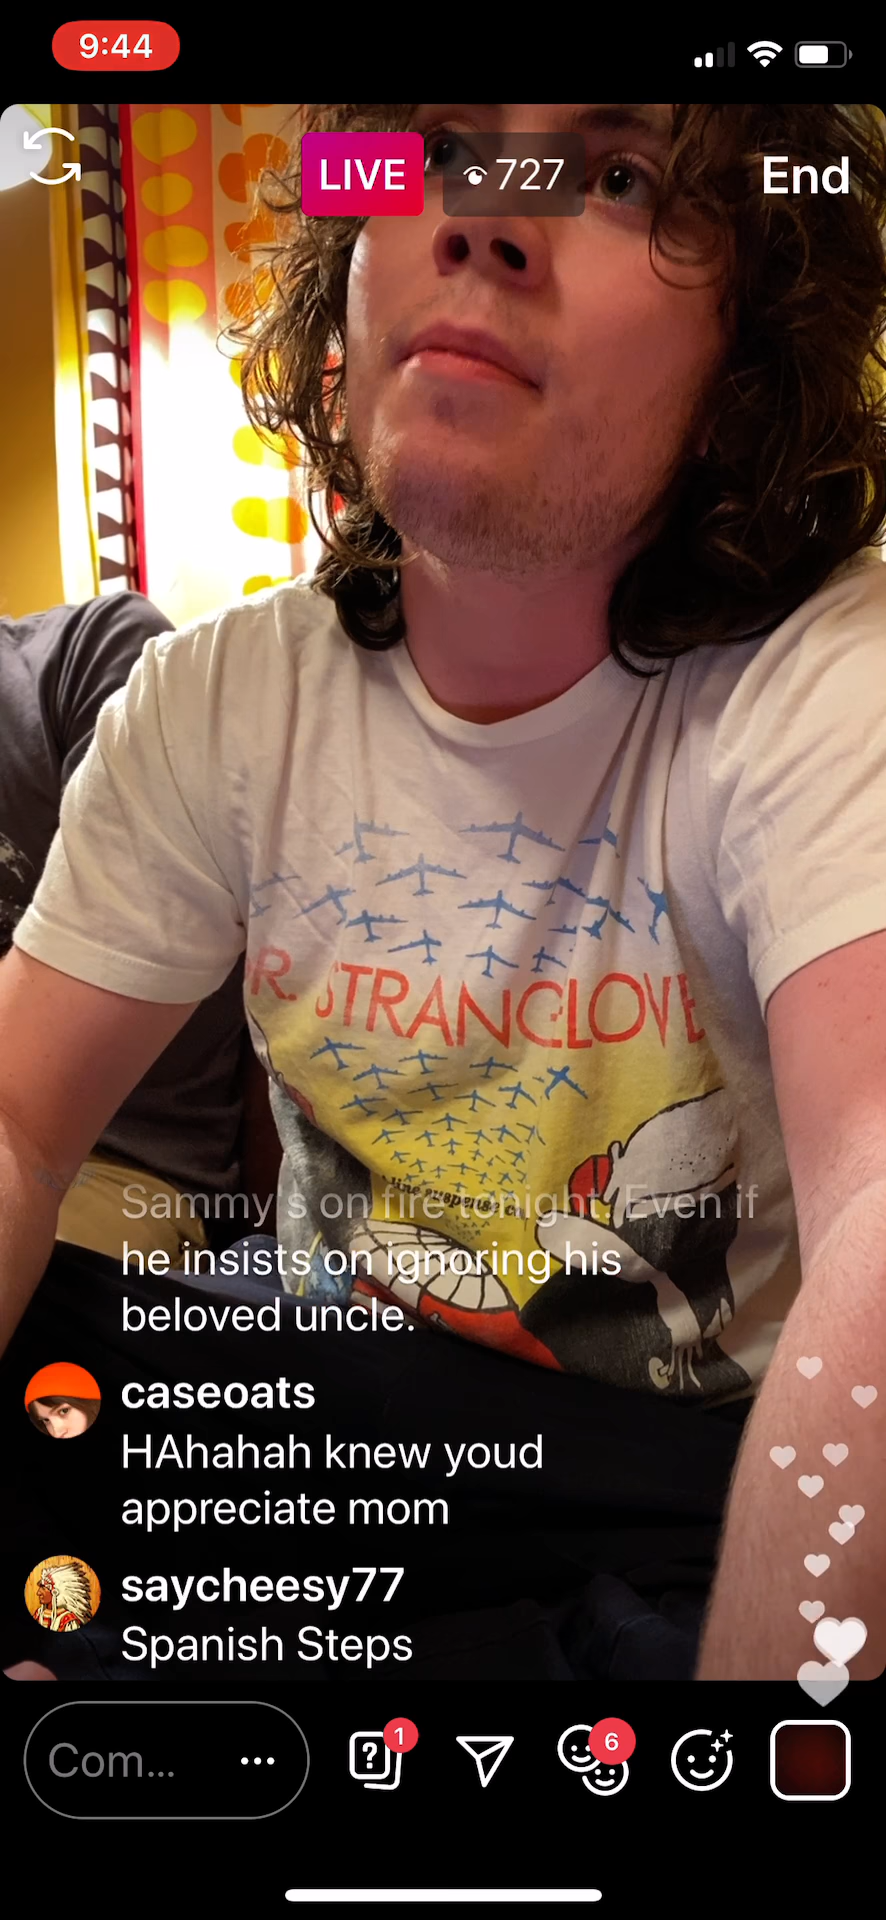 9:44
LIVE
727
End
R. STRANGELOVE
Sammy's on fire tonight. Even if
he insists on ignoring his
beloved uncle.
caseoats
HAhahah knew youd
appreciate mom
saycheesy77
Spanish Steps
Com...
1
6